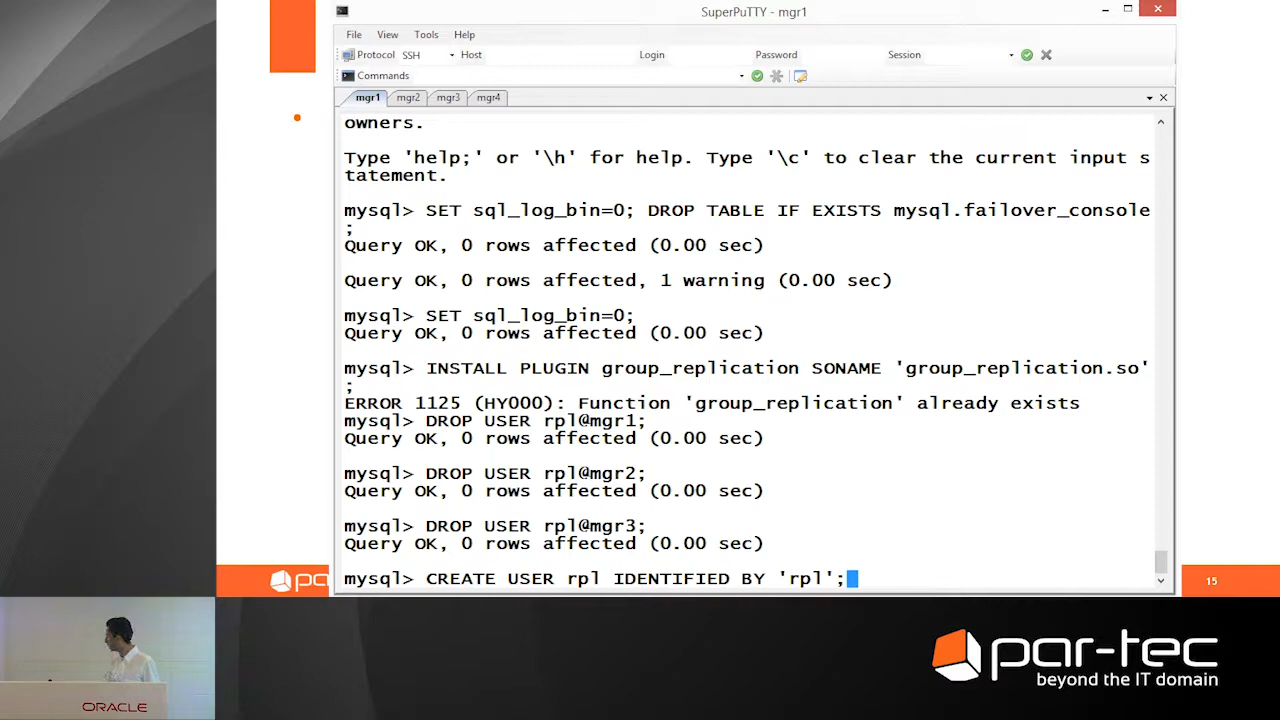 SuperPuTTY - mgr1
File View Tools Help
Protocol SSH Host Login Password Session
Commands
mgr1 mgr2 mgr3 mgr4
owners.
Type 'help;' or '\h' for help. Type '\c' to clear the current input s
tatement.
mysql> SET sql_log_bin=0; DROP TABLE IF EXISTS mysql.failover_console
;
Query OK, 0 rows affected (0.00 sec)
Query OK, 0 rows affected, 1 warning (0.00 sec)
mysql> SET sql_log_bin=0;
Query OK, 0 rows affected (0.00 sec)
mysql> INSTALL PLUGIN group_replication SONAME 'group_replication.so'
;
ERROR 1125 (HY000): Function 'group_replication' already exists
mysql> DROP USER rpl@mgr1;
Query OK, 0 rows affected (0.00 sec)
mysql> DROP USER rpl@mgr2;
Query OK, 0 rows affected (0.00 sec)
mysql> DROP USER rpl@mgr3;
Query OK, 0 rows affected (0.00 sec)
mysql> CREATE USER rpl IDENTIFIED BY 'rpl';
15
par-tec
beyond the IT domain
ORACLE